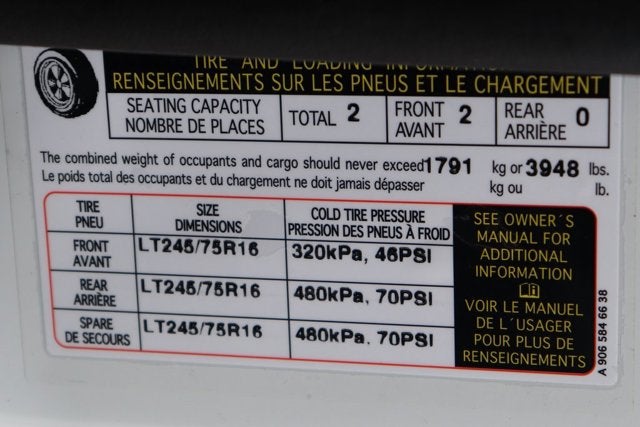 TIRE AND LOADING INFORMATION
RENSEIGNEMENTS SUR LES PNEUS ET LE CHARGEMENT
SEATING CAPACITY
NOMBRE DE PLACES
TOTAL 2
FRONT
AVANT 2
REAR
ARRIÈRE 0
The combined weight of occupants and cargo should never exceed 1791 kg or 3948 lbs.
Le poids total des occupants et du chargement ne doit jamais dépasser kg ou lb.
TIRE
PNEU
SIZE
DIMENSIONS
COLD TIRE PRESSURE
PRESSION DES PNEUS À FROID
FRONT
AVANT
LT245/75R16
320kPa, 46PSI
REAR
ARRIÈRE
LT245/75R16
480kPa, 70PSI
SPARE
DE SECOURS
LT245/75R16
480kPa, 70PSI
SEE OWNER´S
MANUAL FOR
ADDITIONAL
INFORMATION
VOIR LE MANUEL
DE L´USAGER
POUR PLUS DE
RENSEIGNEMENTS
A 906 584 66 38